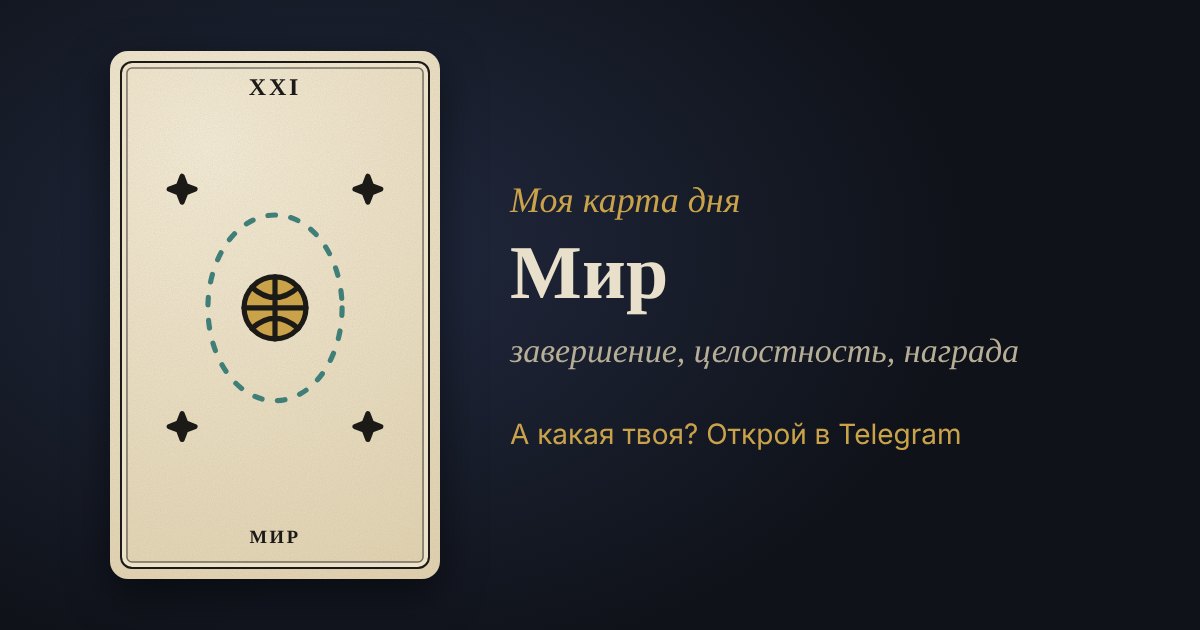 XXI
МИР
Моя карта дня
Мир
завершение, целостность, награда
А какая твоя? Открой в Telegram